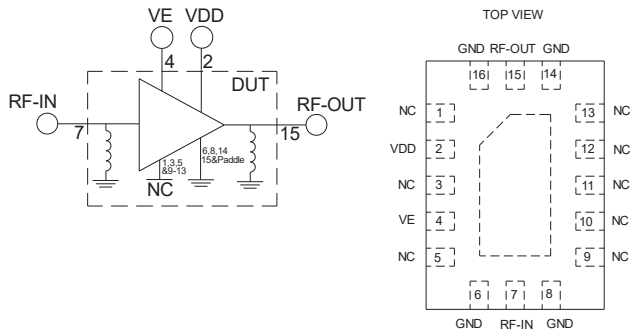 VE VDD
4
2
DUT
RF-IN
7
RF-OUT
15
1,3,5
&9-13
NC
6,8,14
15&Paddle
TOP VIEW
GND RF-OUT GND
16 15 14
NC 1 13 NC
VDD 2 12 NC
NC 3 11 NC
VE 4 10 NC
NC 5 9 NC
6 7 8
GND RF-IN GND